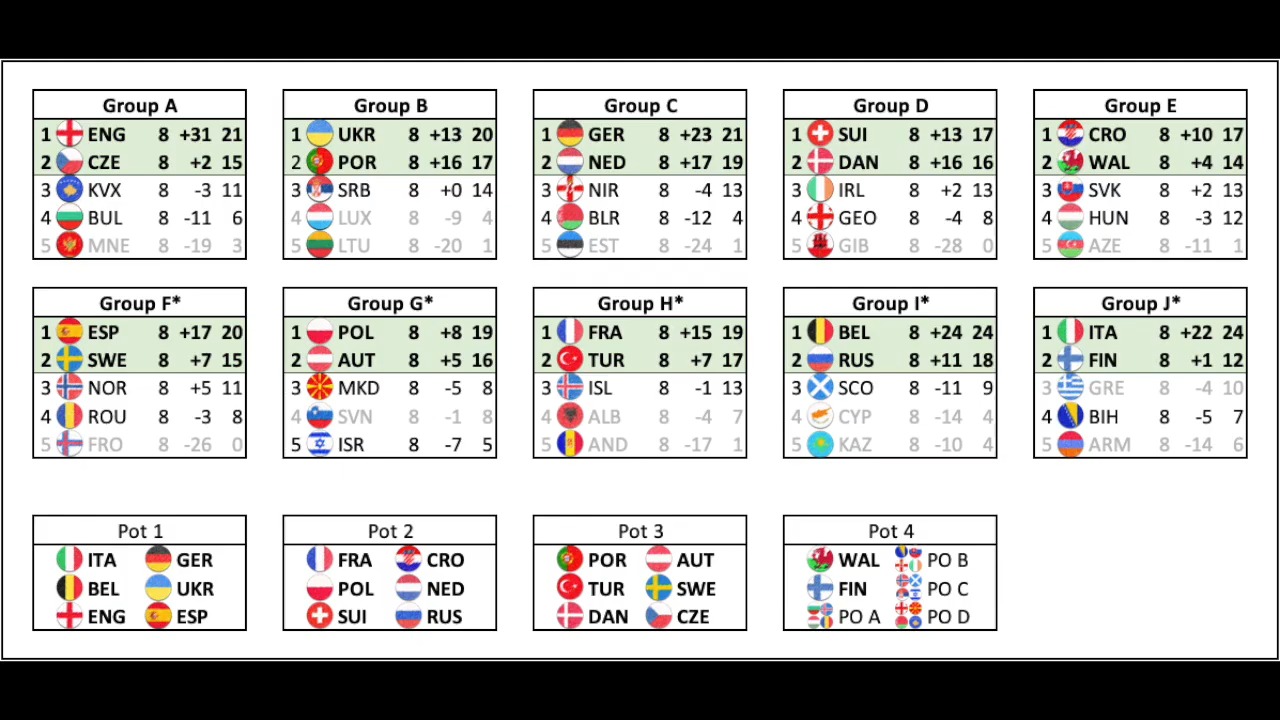 Group A
1 ENG 8 +31 21
2 CZE 8 +2 15
3 KVX 8 -3 11
4 BUL 8 -11 6
5 MNE 8 -19 3
Group B
1 UKR 8 +13 20
2 POR 8 +16 17
3 SRB 8 +0 14
4 LUX 8 -9 4
5 LTU 8 -20 1
Group C
1 GER 8 +23 21
2 NED 8 +17 19
3 NIR 8 -4 13
4 BLR 8 -12 4
5 EST 8 -24 1
Group D
1 SUI 8 +13 17
2 DAN 8 +16 16
3 IRL 8 +2 13
4 GEO 8 -4 8
5 GIB 8 -28 0
Group E
1 CRO 8 +10 17
2 WAL 8 +4 14
3 SVK 8 +2 13
4 HUN 8 -3 12
5 AZE 8 -11 1
Group F*
1 ESP 8 +17 20
2 SWE 8 +7 15
3 NOR 8 +5 11
4 ROU 8 -3 8
5 FRO 8 -26 0
Group G*
1 POL 8 +8 19
2 AUT 8 +5 16
3 MKD 8 -5 8
4 SVN 8 -1 8
5 ISR 8 -7 5
Group H*
1 FRA 8 +15 19
2 TUR 8 +7 17
3 ISL 8 -1 13
4 ALB 8 -4 7
5 AND 8 -17 1
Group I*
1 BEL 8 +24 24
2 RUS 8 +11 18
3 SCO 8 -11 9
4 CYP 8 -14 4
5 KAZ 8 -10 4
Group J*
1 ITA 8 +22 24
2 FIN 8 +1 12
3 GRE 8 -4 10
4 BIH 8 -5 7
5 ARM 8 -14 6
Pot 1
ITA GER
BEL UKR
ENG ESP
Pot 2
FRA CRO
POL NED
SUI RUS
Pot 3
POR AUT
TUR SWE
DAN CZE
Pot 4
WAL PO B
FIN PO C
PO A PO D